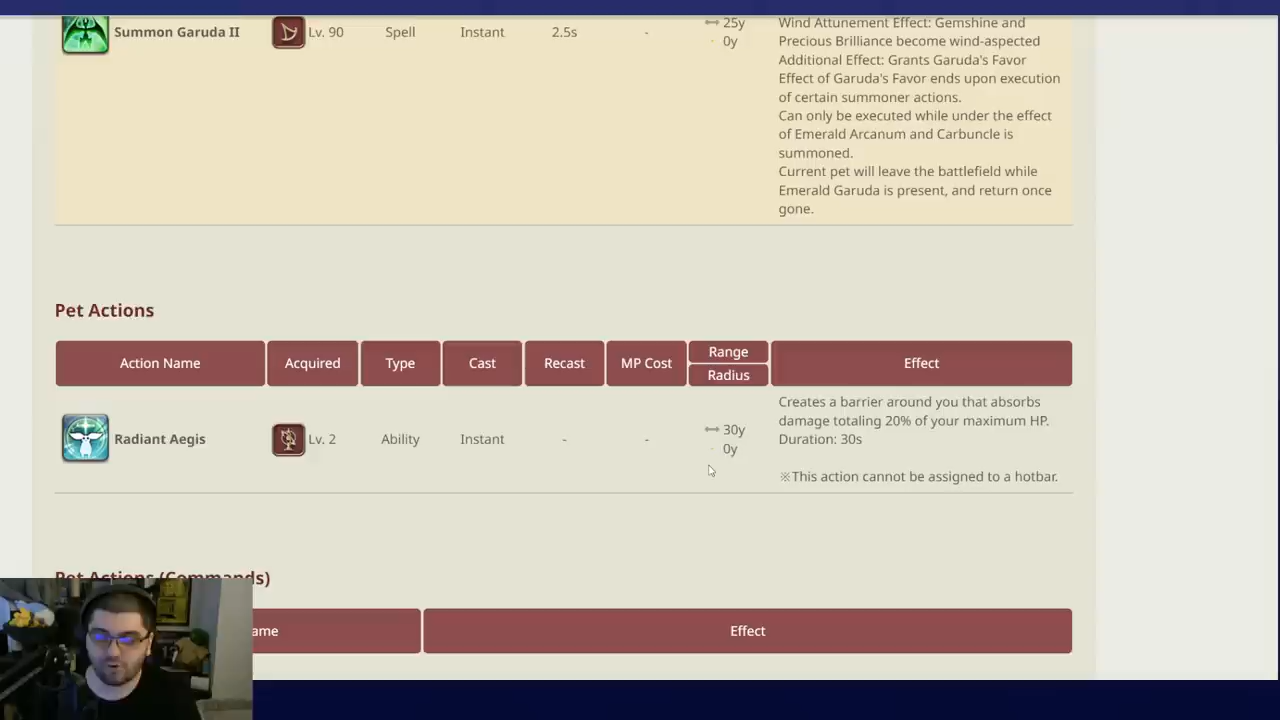 Summon Garuda II
Lv. 90
Spell
Instant
2.5s
-
25y
0y
Wind Attunement Effect: Gemshine and
Precious Brilliance become wind-aspected
Additional Effect: Grants Garuda's Favor
Effect of Garuda's Favor ends upon execution
of certain summoner actions.
Can only be executed while under the effect
of Emerald Arcanum and Carbuncle is
summoned.
Current pet will leave the battlefield while
Emerald Garuda is present, and return once
gone.
Pet Actions
Action Name
Acquired
Type
Cast
Recast
MP Cost
Range
Radius
Effect
Radiant Aegis
Lv. 2
Ability
Instant
-
-
30y
0y
Creates a barrier around you that absorbs
damage totaling 20% of your maximum HP.
Duration: 30s
※This action cannot be assigned to a hotbar.
Pet Actions (Commands)
ame
Effect